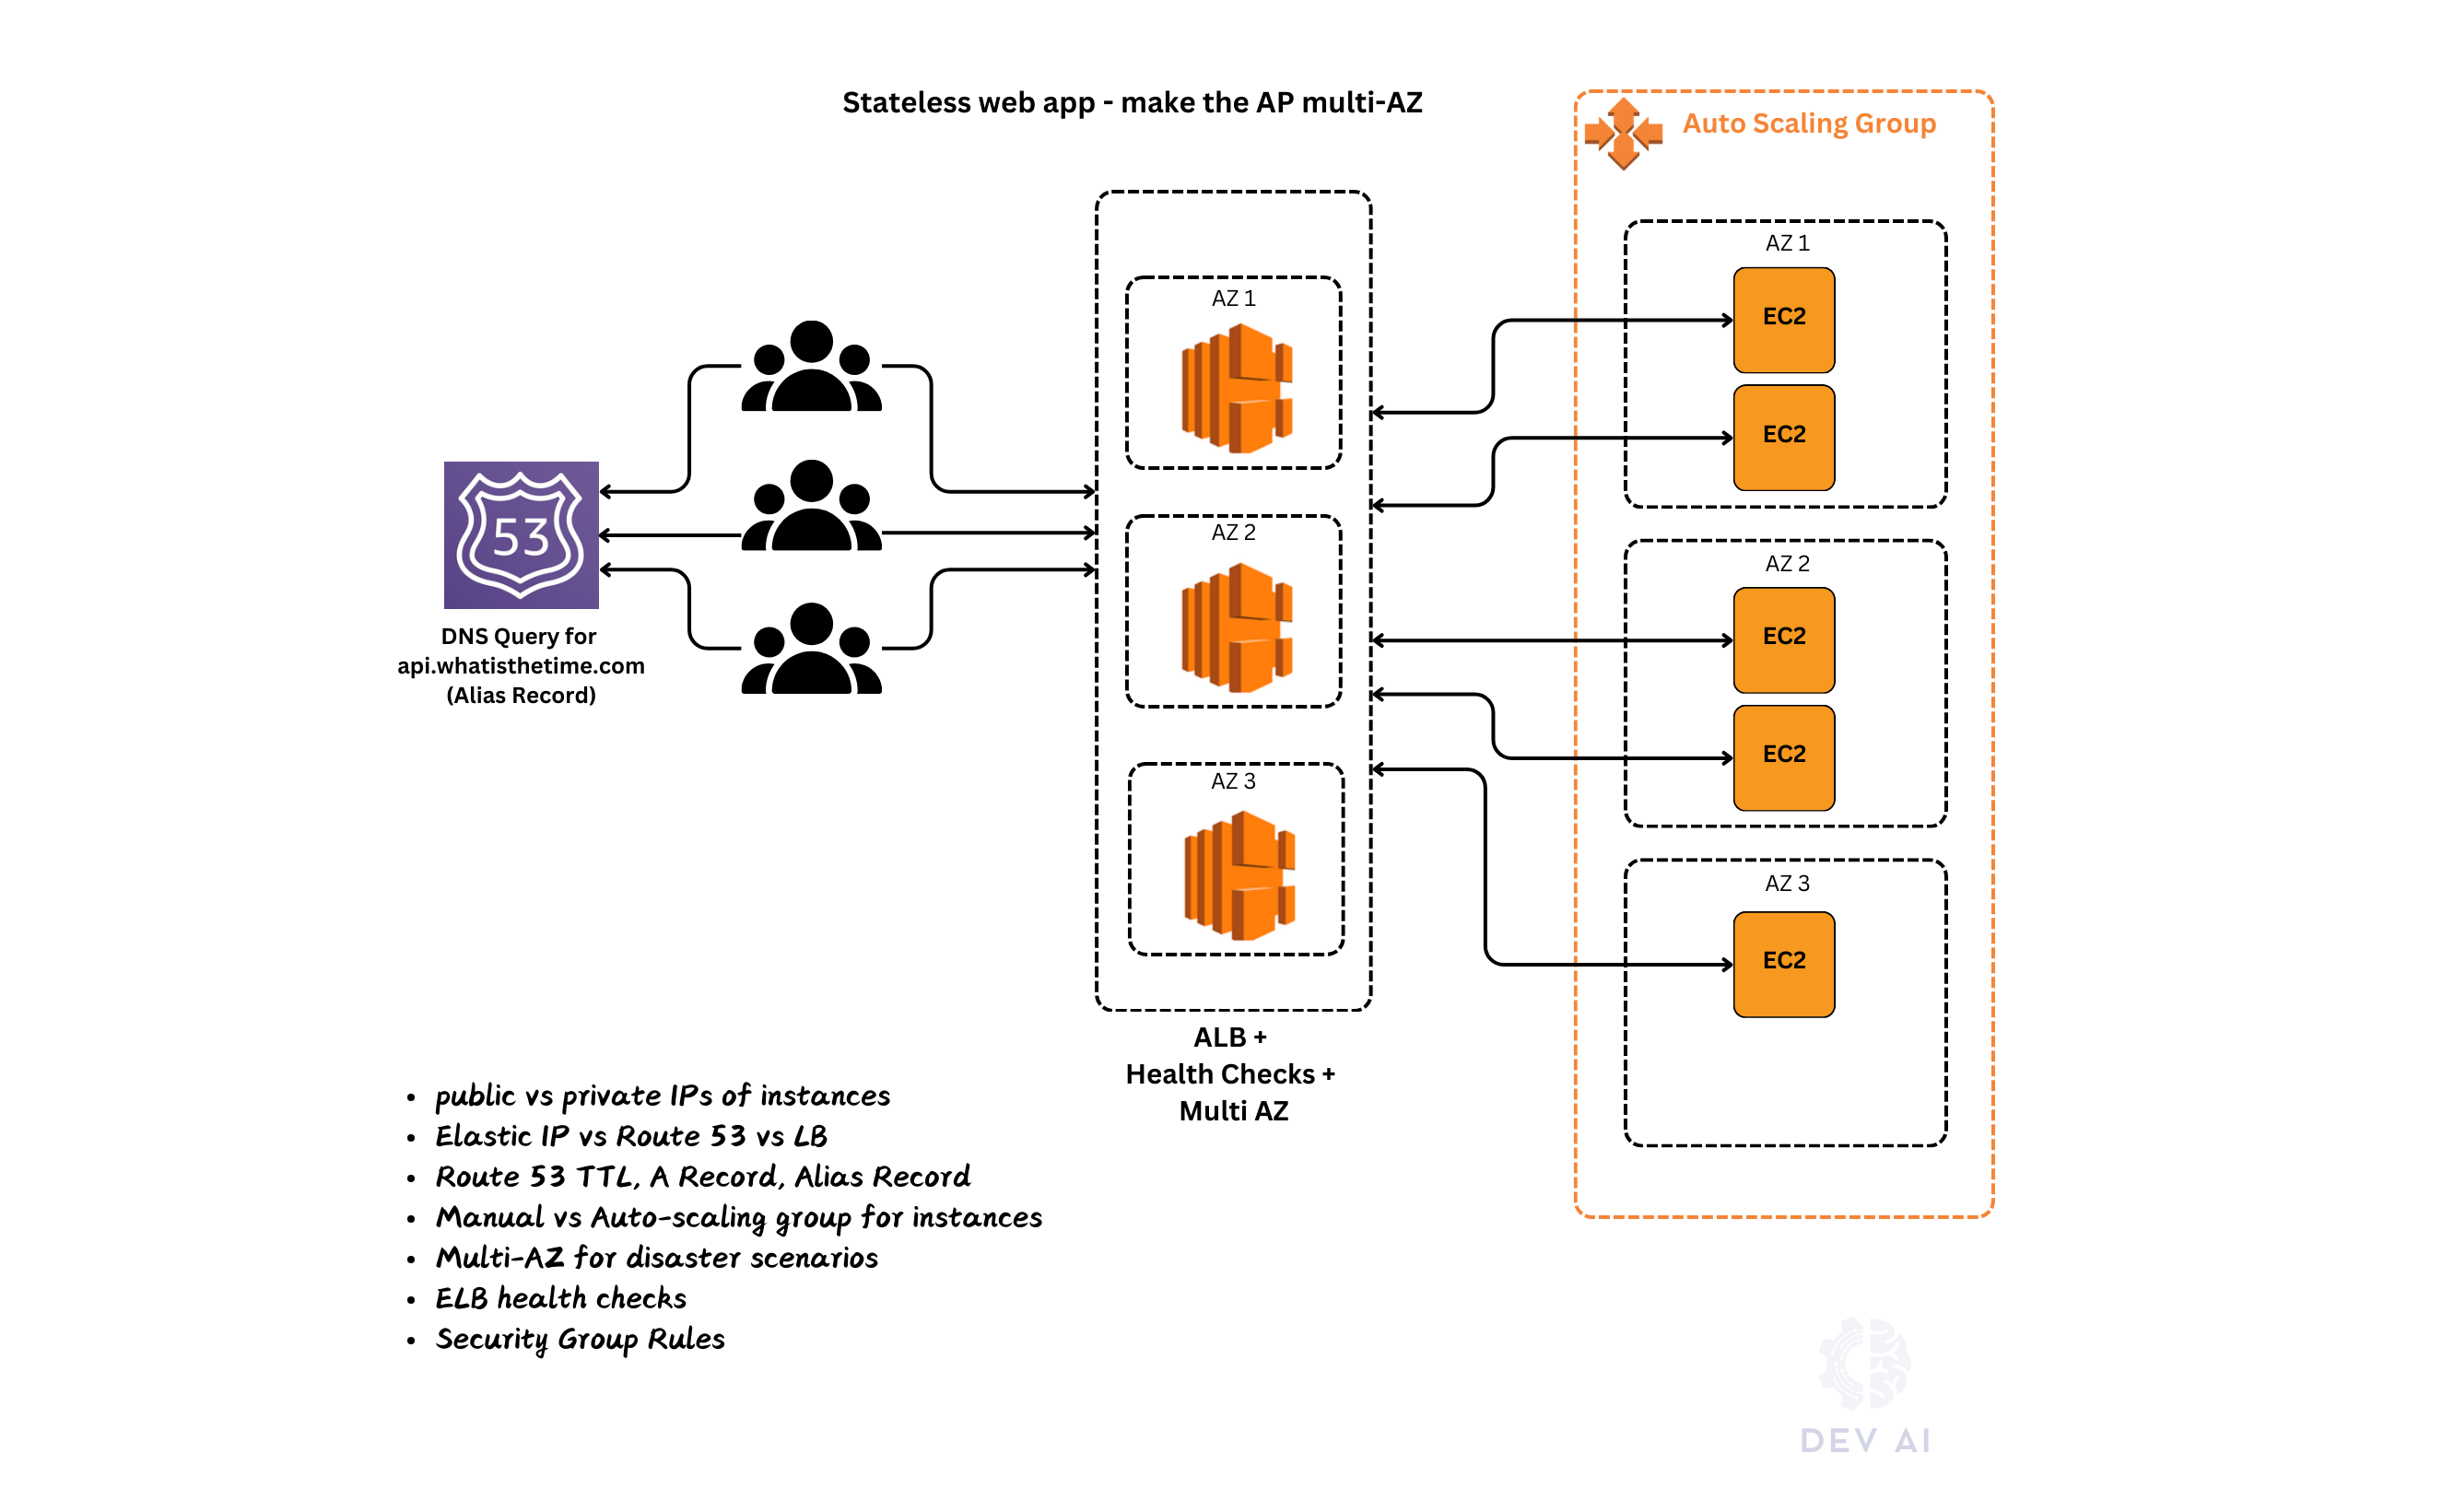 Stateless web app - make the AP multi-AZ
Auto Scaling Group
53
DNS Query for
api.whatisthetime.com
(Alias Record)
AZ 1
AZ 2
AZ 3
ALB +
Health Checks +
Multi AZ
AZ 1
EC2
EC2
AZ 2
EC2
EC2
AZ 3
EC2
• public vs private IPs of instances
• Elastic IP vs Route 53 vs LB
• Route 53 TTL, A Record, Alias Record
• Manual vs Auto-scaling group for instances
• Multi-AZ for disaster scenarios
• ELB health checks
• Security Group Rules
DEV AI